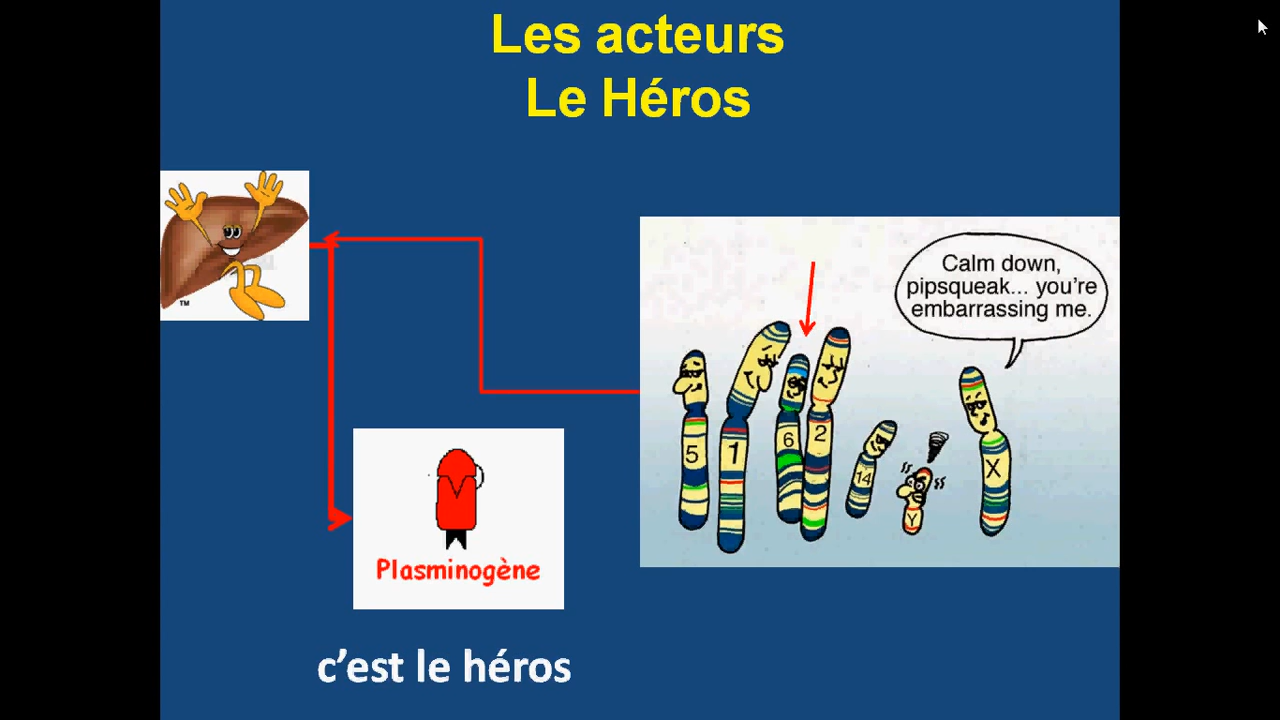 Les acteurs
Le Héros
Calm down,
pipsqueak... you're
embarrassing me.
5
1
6
2
14
Y
X
TM
Plasminogène
c’est le héros